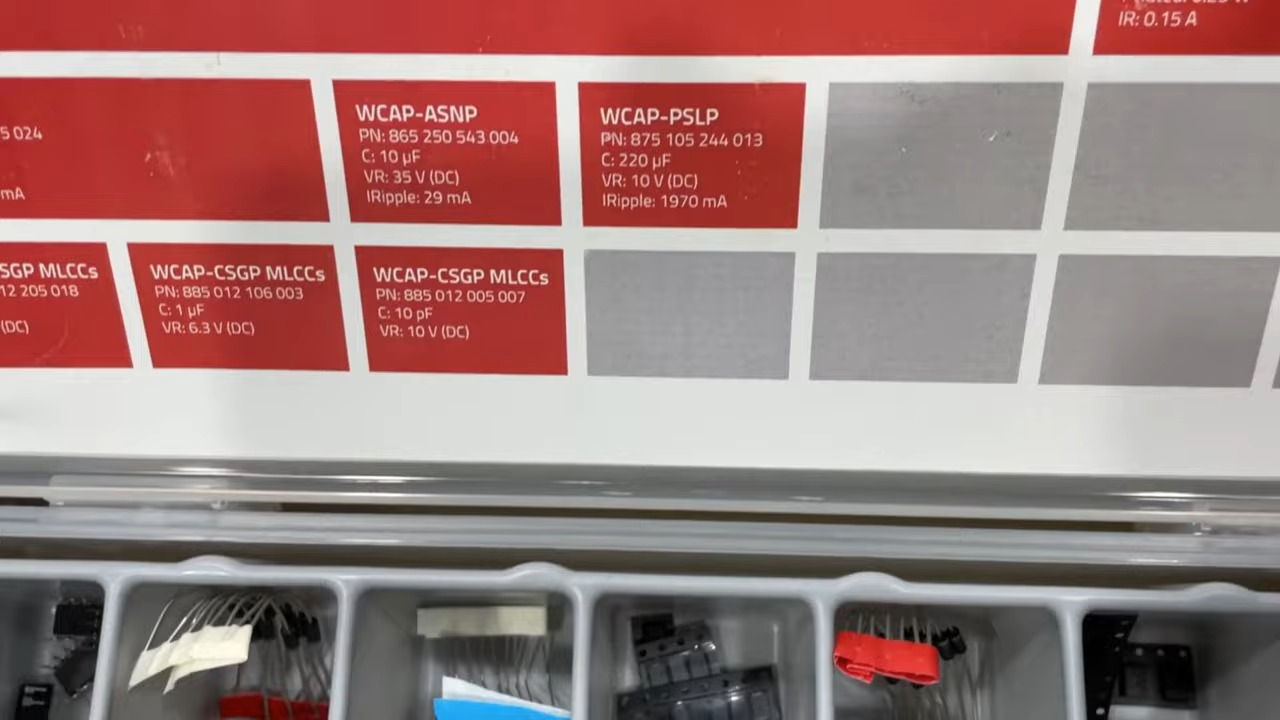 IR: 0.15 A
5 024
mA
WCAP-ASNP
PN: 865 250 543 004
C: 10 µF
VR: 35 V (DC)
IRipple: 29 mA
WCAP-PSLP
PN: 875 105 244 013
C: 220 µF
VR: 10 V (DC)
IRipple: 1970 mA
SGP MLCCs
12 205 018
(DC)
WCAP-CSGP MLCCs
PN: 885 012 106 003
C: 1 µF
VR: 6.3 V (DC)
WCAP-CSGP MLCCs
PN: 885 012 005 007
C: 10 pF
VR: 10 V (DC)